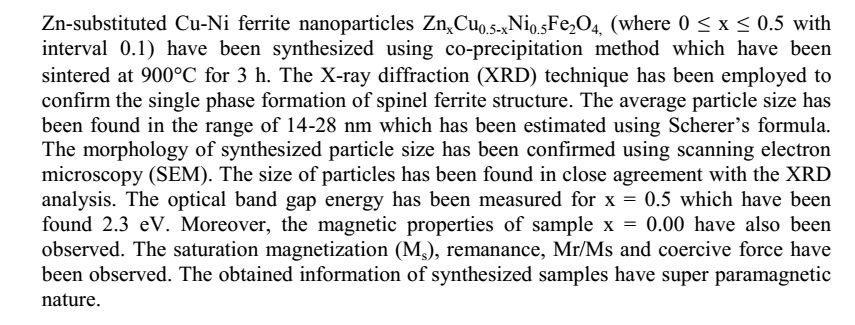 Zn-substituted Cu-Ni ferrite nanoparticles ZnₓCu₀.₅₋ₓNi₀.₅Fe₂O₄, (where 0 ≤ x ≤ 0.5 with
interval 0.1) have been synthesized using co-precipitation method which have been
sintered at 900°C for 3 h. The X-ray diffraction (XRD) technique has been employed to
confirm the single phase formation of spinel ferrite structure. The average particle size has
been found in the range of 14-28 nm which has been estimated using Scherer’s formula.
The morphology of synthesized particle size has been confirmed using scanning electron
microscopy (SEM). The size of particles has been found in close agreement with the XRD
analysis. The optical band gap energy has been measured for x = 0.5 which have been
found 2.3 eV. Moreover, the magnetic properties of sample x = 0.00 have also been
observed. The saturation magnetization (Mₛ), remanance, Mr/Ms and coercive force have
been observed. The obtained information of synthesized samples have super paramagnetic
nature.